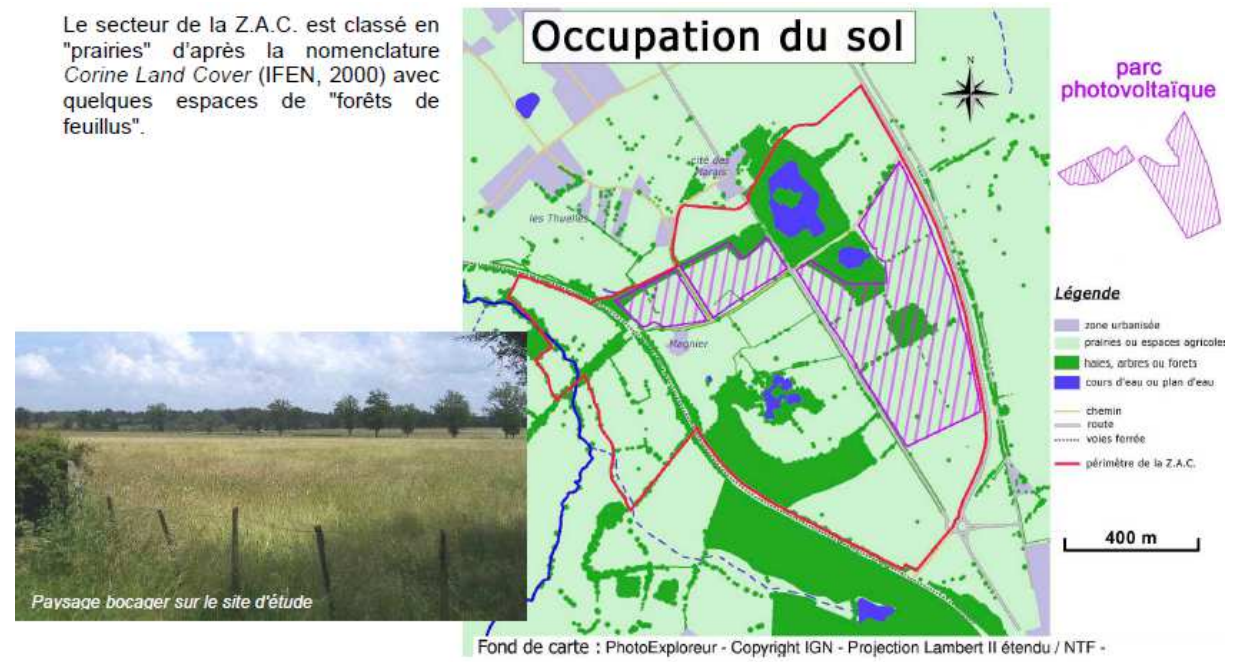 Le secteur de la Z.A.C. est classé en
"prairies" d'après la nomenclature
Corine Land Cover (IFEN, 2000) avec
quelques espaces de "forêts de
feuillus".
Occupation du sol
N
parc
photovoltaïque
cité des
Marais
les Thuelles
Magnier
Légende
zone urbanisée
prairies ou espaces agricoles
haies, arbres ou forets
cours d'eau ou plan d'eau
chemin
route
voies ferrée
périmètre de la Z.A.C.
400 m
Paysage bocager sur le site d'étude
Fond de carte : PhotoExploreur - Copyright IGN - Projection Lambert II étendu / NTF -